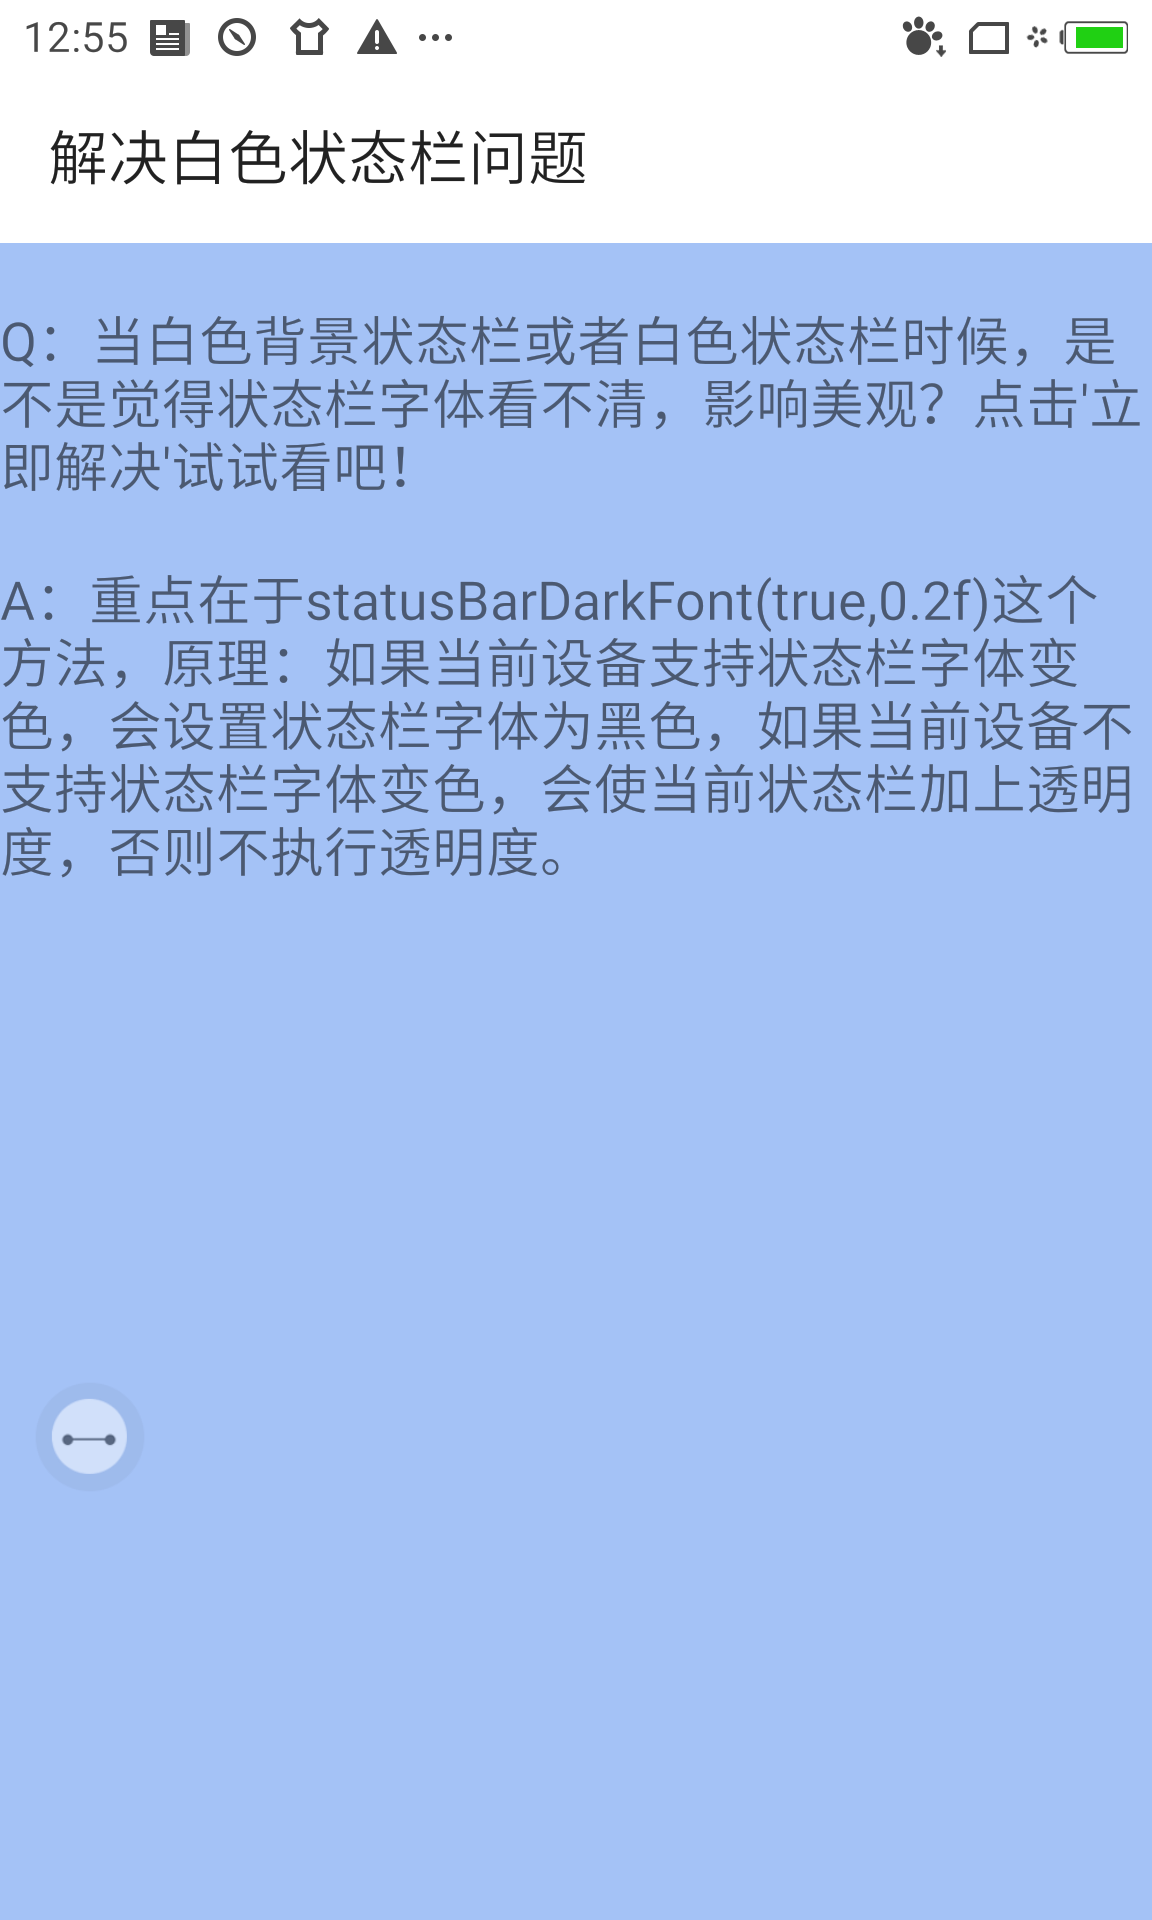 12:55
解决白色状态栏问题
Q：当白色背景状态栏或者白色状态栏时候，是
不是觉得状态栏字体看不清，影响美观？点击'立
即解决'试试看吧！
A：重点在于statusBarDarkFont(true,0.2f)这个
方法，原理：如果当前设备支持状态栏字体变
色，会设置状态栏字体为黑色，如果当前设备不
支持状态栏字体变色，会使当前状态栏加上透明
度，否则不执行透明度。